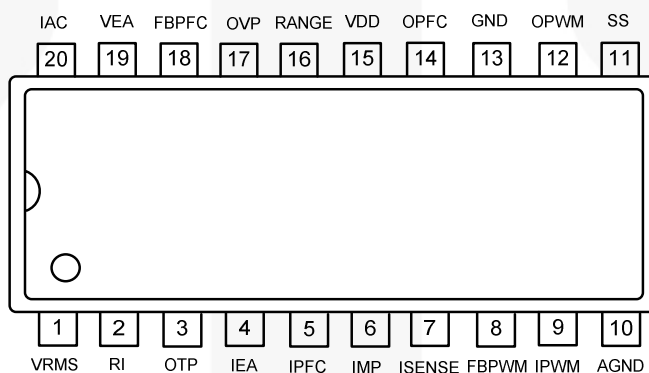 IAC VEA FBPFC OVP RANGE VDD OPFC GND OPWM SS
20 19 18 17 16 15 14 13 12 11
1 2 3 4 5 6 7 8 9 10
VRMS RI OTP IEA IPFC IMP ISENSE FBPWM IPWM AGND